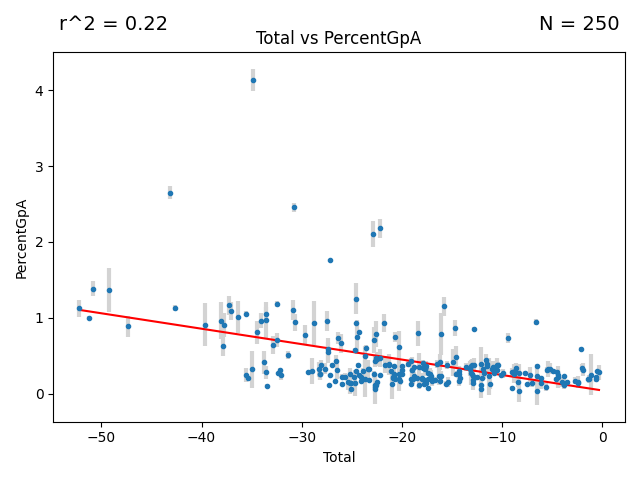 r^2 = 0.22
N = 250
Total vs PercentGpA
PercentGpA
4
3
2
1
0
−50
−40
−30
−20
−10
0
Total